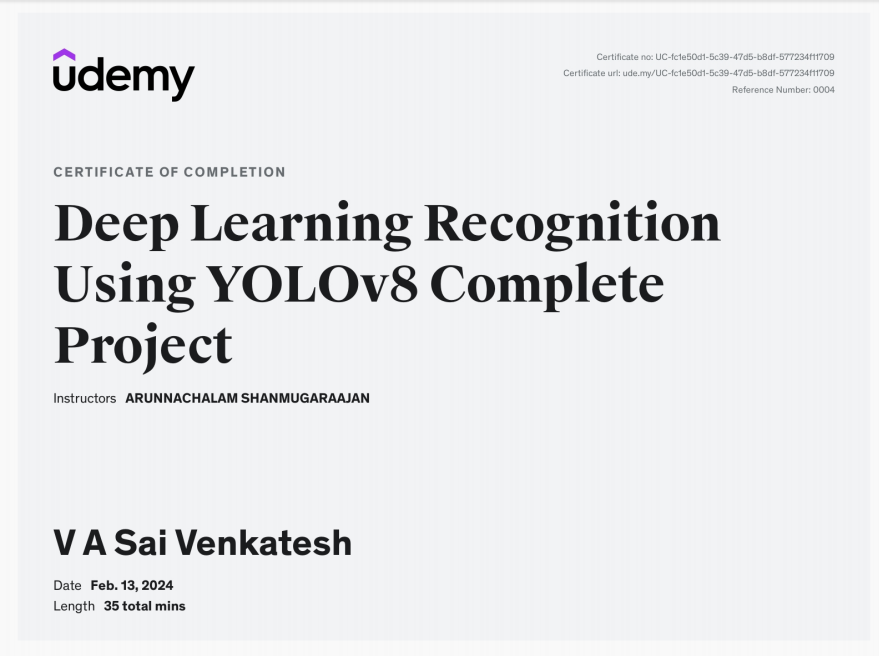 udemy
Certificate no: UC-fc1e50d1-5c39-47d5-b8df-577234f11709
Certificate url: ude.my/UC-fc1e50d1-5c39-47d5-b8df-577234f11709
Reference Number: 0004
CERTIFICATE OF COMPLETION
Deep Learning Recognition
Using YOLOv8 Complete
Project
Instructors ARUNNACHALAM SHANMUGARAAJAN
V A Sai Venkatesh
Date Feb. 13, 2024
Length 35 total mins